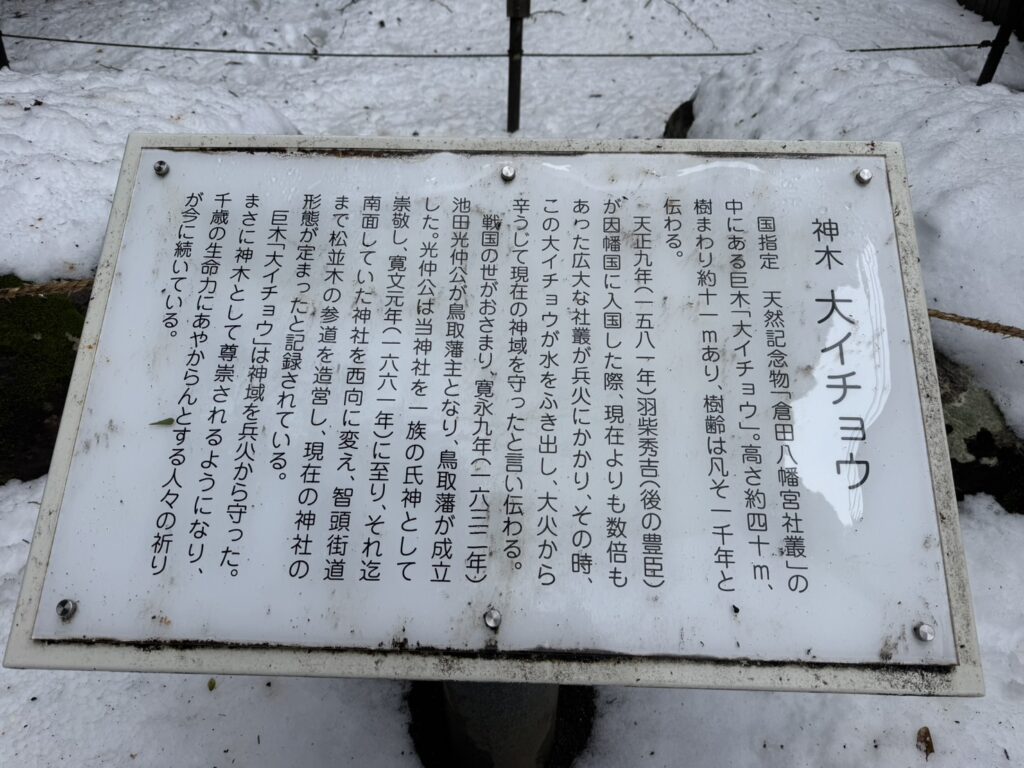 神木 大イチョウ
国指定 天然記念物「倉田八幡宮社叢」の
中にある巨木「大イチョウ」。高さ約四十m、
樹まわり約十一mあり、樹齢は凡そ一千年と
伝わる。
天正九年(一五八一年)羽柴秀吉(後の豊臣)
が因幡国に入国した際、現在よりも数倍も
あった広大な社叢が兵火にかかり、その時、
この大イチョウが水をふき出し、大火から
辛うじて現在の神域を守ったと言い伝わる。
戦国の世がおさまり、寛永九年(一六三二年)
池田光仲公が鳥取藩主となり、鳥取藩が成立
した。光仲公は当神社を一族の氏神として
崇敬し、寛文元年(一六六一年)に至り、それ迄
南面していた神社を西向に変え、智頭街道
まで松並木の参道を造営し、現在の神社の
形態が定まったと記録されている。
巨木「大イチョウ」は神域を兵火から守った。
まさに神木として尊崇されるようになり、
千歳の生命力にあやからんとする人々の祈り
が今に続いている。